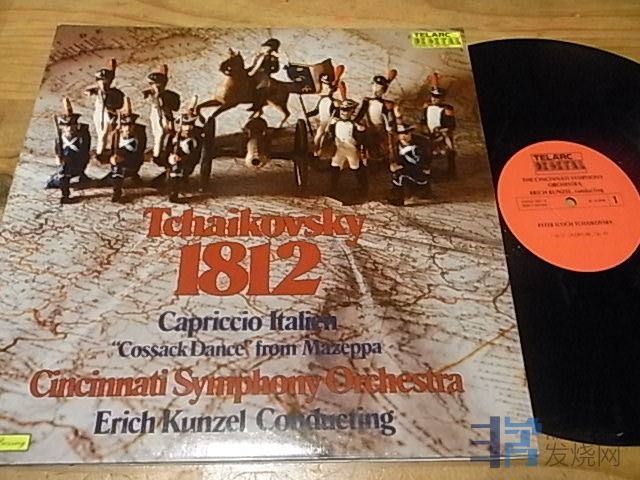 TELARC
DIGITAL
Tchaikovsky
1812
Capriccio Italien
"Cossack Dance" from Mazeppa
Cincinnati Symphony Orchestra
Erich Kunzel Conducting
TELARC
DIGITAL
THE CINCINNATI SYMPHONY
ORCHESTRA
ERICH KUNZEL, conducting
1
PETER ILYICH TCHAIKOVSKY
发烧网